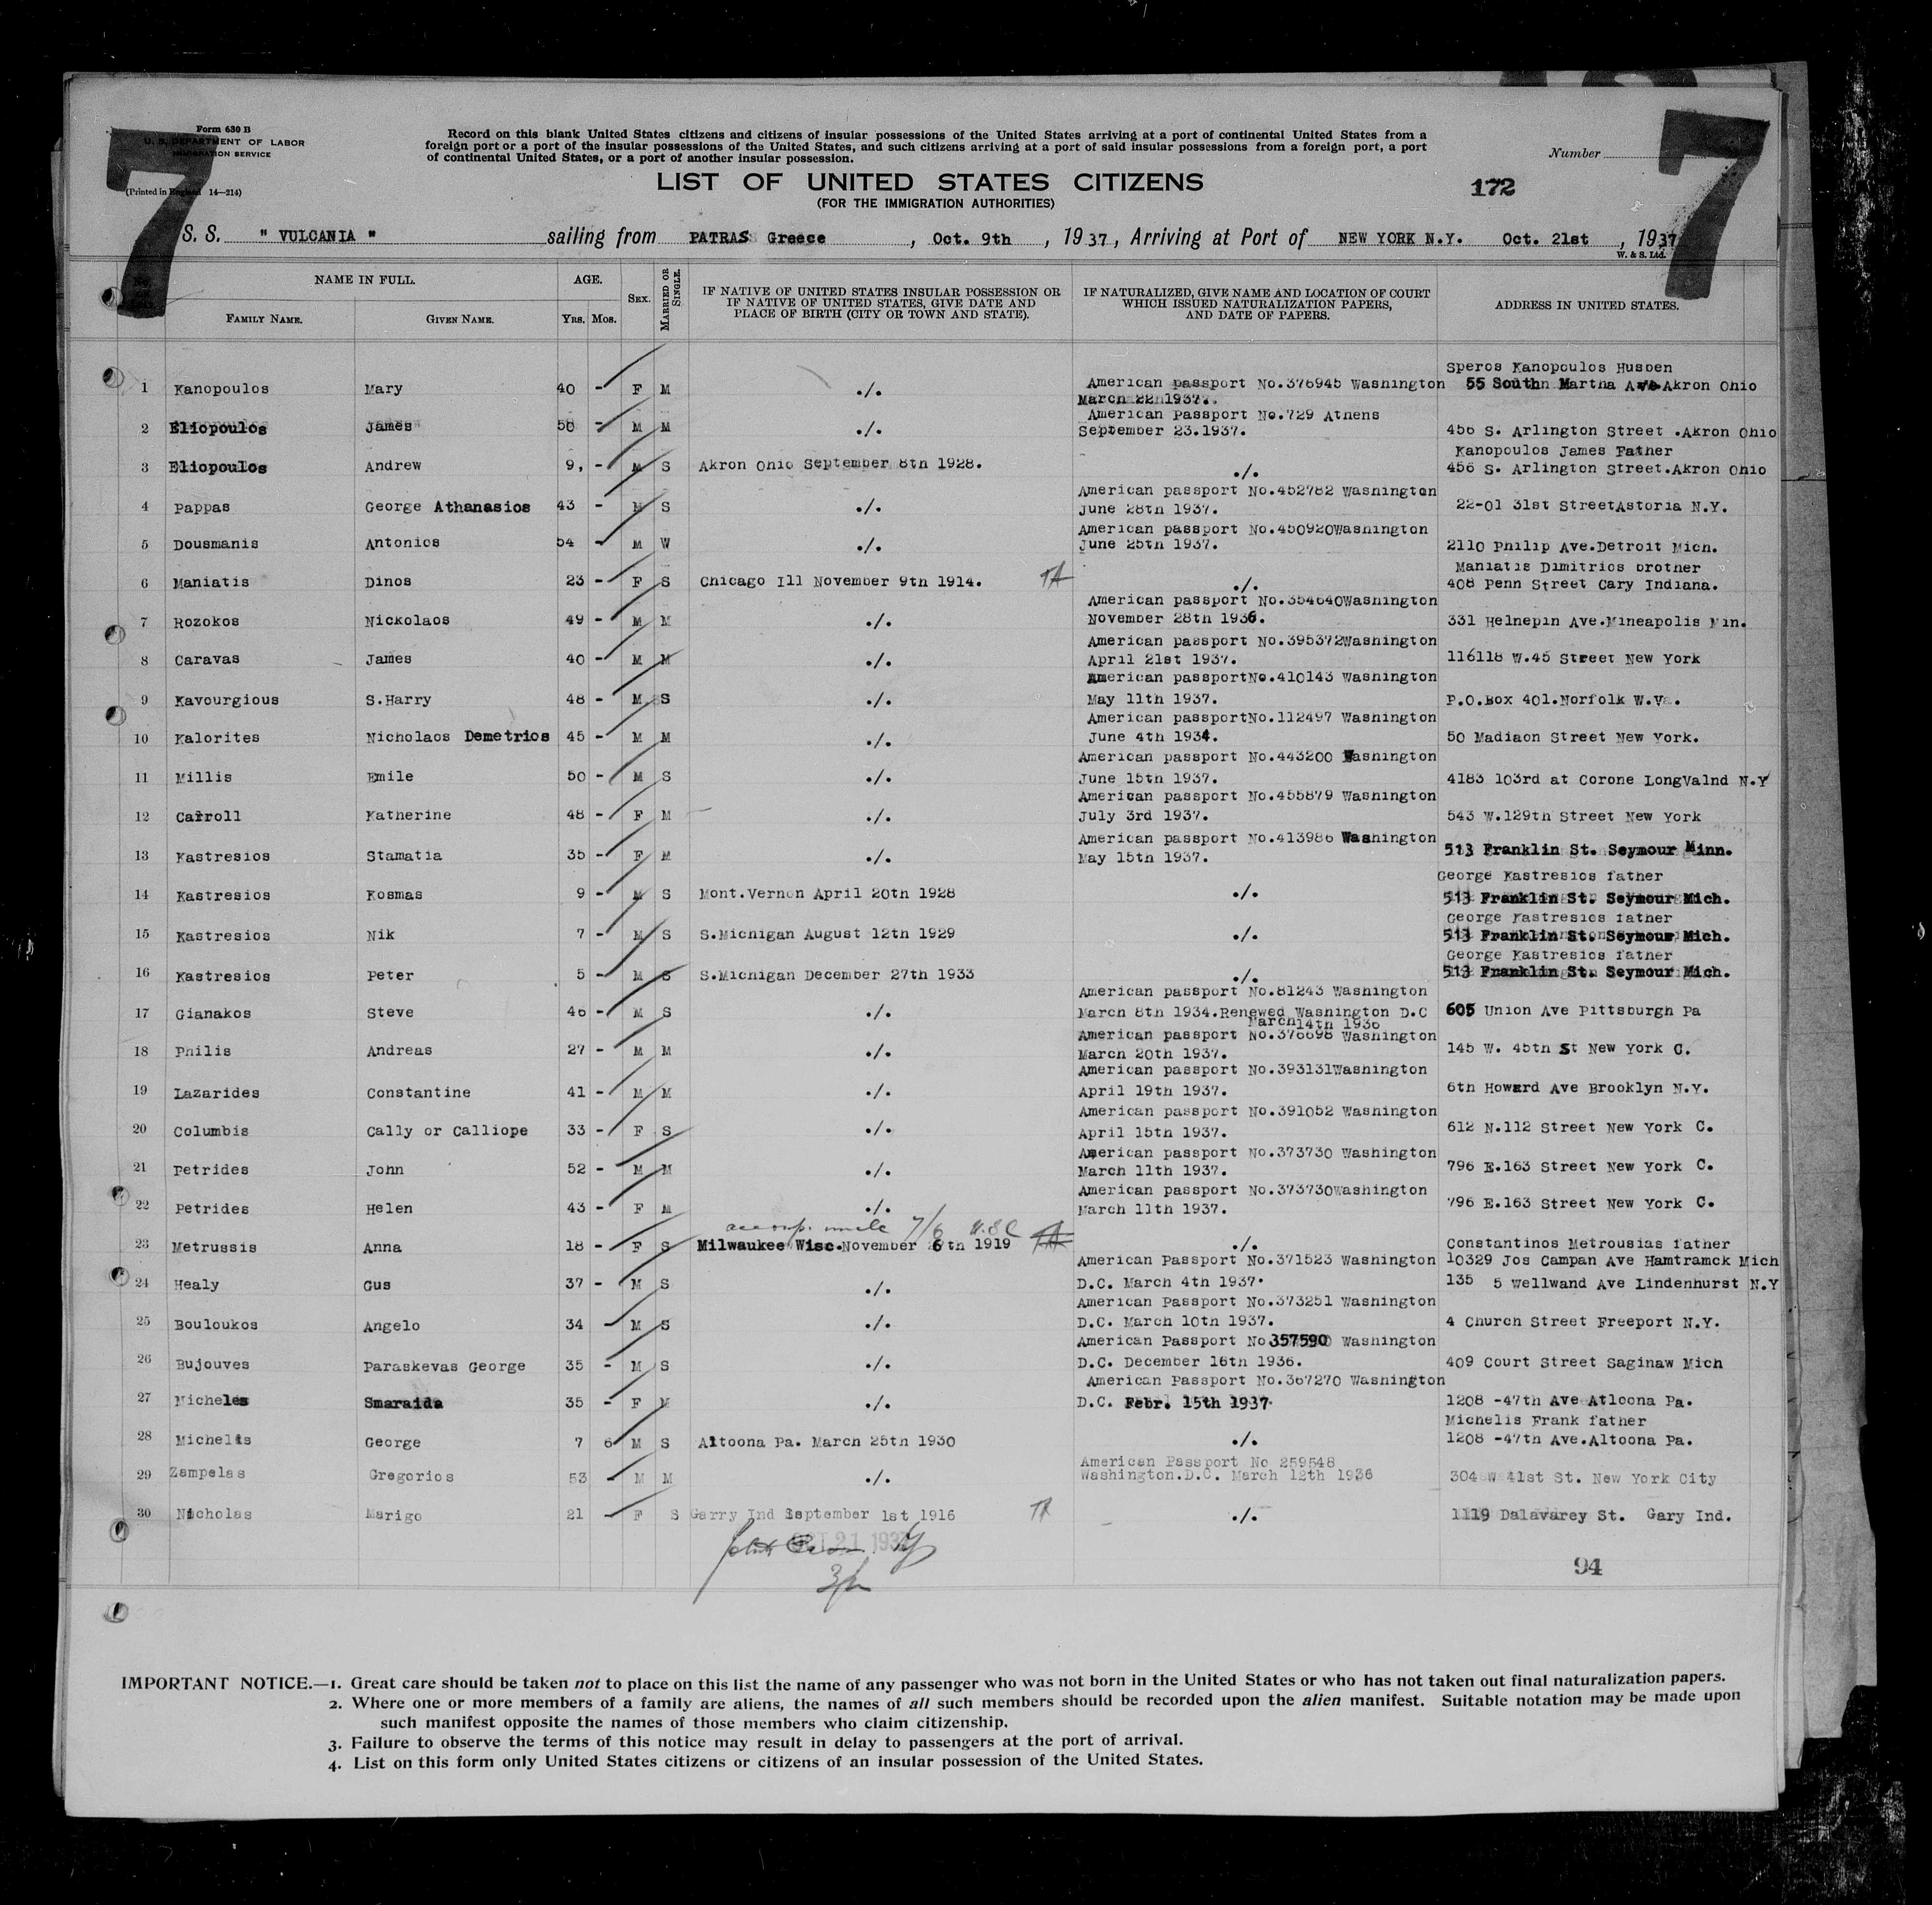 Form 630 B
U. S. DEPARTMENT OF LABOR
IMMIGRATION SERVICE
(Printed in England 14—214)
7
7
Record on this blank United States citizens and citizens of insular possessions of the United States arriving at a port of continental United States from a
foreign port or a port of the insular possessions of the United States, and such citizens arriving at a port of said insular possessions from a foreign port, a port
of continental United States, or a port of another insular possession.
Number
LIST OF UNITED STATES CITIZENS
(FOR THE IMMIGRATION AUTHORITIES)
172
S. S. " VULCANIA " sailing from PATRAS Greece , Oct. 9th , 1937, Arriving at Port of NEW YORK N.Y. Oct. 21st , 1937
W. & S. Ltd.
NAME IN FULL. AGE. SEX. MARRIED OR SINGLE. IF NATIVE OF UNITED STATES INSULAR POSSESSION OR IF NATIVE OF UNITED STATES, GIVE DATE AND PLACE OF BIRTH (CITY OR TOWN AND STATE). IF NATURALIZED, GIVE NAME AND LOCATION OF COURT WHICH ISSUED NATURALIZATION PAPERS, AND DATE OF PAPERS. ADDRESS IN UNITED STATES.
FAMILY NAME. GIVEN NAME. YRS. MOS.
Speros Kanopoulos Husben
1 Kanopoulos Mary 40 - F M ./. American passport No.376945 Washington 55 South Martha Ave Akron Ohio
March 22 1937.
American Passport No.729 Athens
2 Eliopoulos James 50 - M M ./. September 23.1937. 456 S. Arlington Street .Akron Ohio
Kanopoulos James Father
3 Eliopoulos Andrew 9, - M S Akron Ohio September 8th 1928. ./. 456 S. Arlington Street.Akron Ohio
American passport No.452782 Washington
4 Pappas George Athanasios 43 - M S ./. June 28th 1937. 22-01 31st StreetAstoria N.Y.
American passport No.450920Washington
5 Dousmanis Antonios 54 - M W ./. June 25th 1937. 2110 Philip Ave.Detroit Mich.
Maniatis Dimitrios brother
6 Maniatis Dinos 23 - F S Chicago Ill November 9th 1914. ./. 408 Penn Street Cary Indiana.
American passport No.354640Washington
7 Rozokos Nickolaos 49 - M M ./. November 28th 1936. 331 Helnepin Ave.Mineapolis Min.
American passport No.395372Washington
8 Caravas James 40 - M M ./. April 21st 1937. 116118 W.45 Street New York
American passportNo.410143 Washington
9 Kavourgious S.Harry 48 - M S ./. May 11th 1937. P.O.Box 401.Norfolk W.Va.
American passportNo.112497 Washington
10 Kalorites Nicholaos Demetrios 45 - M M ./. June 4th 1934. 50 Madiaon Street New York.
American passport No.443200 Washington
11 Millis Emile 50 - M S ./. June 15th 1937. 4183 103rd at Corone LongValnd N.Y
American passport No.455879 Washington
12 Carroll Katherine 48 - F M ./. July 3rd 1937. 543 W.129th Street New York
American passport No.413986 Washington
13 Kastresios Stamatia 35 - F M ./. May 15th 1937. 513 Franklin St. Seymour Minn.
George Kastresios father
14 Kastresios Kosmas 9 - M S Mont.Vernon April 20th 1928 ./. 513 Franklin St. Seymour Mich.
George Kastresios father
15 Kastresios Nik 7 - M S S.Michigan August 12th 1929 ./. 513 Franklin St. Seymour Mich.
George Kastresios father
16 Kastresios Peter 5 - M S S.Michigan December 27th 1933 ./. 513 Franklin St. Seymour Mich.
American passport No.81243 Washington
17 Gianakos Steve 46 - M S ./. March 8th 1934.Renewed Washington D.C 605 Union Ave Pittsburgh Pa
March14th 1936
American passport No.376698 Washington
18 Philis Andreas 27 - M M ./. March 20th 1937. 145 W. 45th St New York C.
American passport No.393131Washington
19 Lazarides Constantine 41 - M M ./. April 19th 1937. 6th Howard Ave Brooklyn N.Y.
American passport No.391052 Washington
20 Columbis Cally or Calliope 33 - F S ./. April 15th 1937. 612 N.112 Street New York C.
American passport No.373730 Washington
21 Petrides John 52 - M M ./. March 11th 1937. 796 E.163 Street New York C.
American passport No.373730Washington
22 Petrides Helen 43 - F M ./. March 11th 1937. 796 E.163 Street New York C.
accomp. uncle 7/6 U.S.C
23 Metrussis Anna 18 - F S Milwaukee Wisc.November 6th 1919 ./. Constantinos Metrousias father
American Passport No.371523 Washington 10329 Jos Campan Ave Hamtramck Mich
24 Healy Gus 37 - M S ./. D.C. March 4th 1937. 135 5 Wellwand Ave Lindenhurst N.Y
American Passport No.373251 Washington
25 Bouloukos Angelo 34 - M S ./. D.C. March 10th 1937. 4 Church Street Freeport N.Y.
American Passport No.357590 Washington
26 Bujouves Paraskevas George 35 - M S ./. D.C. December 16th 1936. 409 Court Street Saginaw Mich
American Passport No.367270 Washington
27 Micheles Smaraida 35 - F M ./. D.C. Febr. 15th 1937. 1208 -47th Ave Atloona Pa.
Michelis Frank father
28 Michelis George 7 6 M S Altoona Pa. March 25th 1930 ./. 1208 -47th Ave.Altoona Pa.
American Passport No 259548
29 Zampelas Gregorios 53 - M M ./. Washington.D.C. March 12th 1936 304 W 41st St. New York City
30 Nicholas Marigo 21 - F S Garry Ind September 1st 1916 ./. 1119 Dalavarey St. Gary Ind.
OCT 21 1937
94
IMPORTANT NOTICE.—1. Great care should be taken not to place on this list the name of any passenger who was not born in the United States or who has not taken out final naturalization papers.
2. Where one or more members of a family are aliens, the names of all such members should be recorded upon the alien manifest. Suitable notation may be made upon
such manifest opposite the names of those members who claim citizenship.
3. Failure to observe the terms of this notice may result in delay to passengers at the port of arrival.
4. List on this form only United States citizens or citizens of an insular possession of the United States.